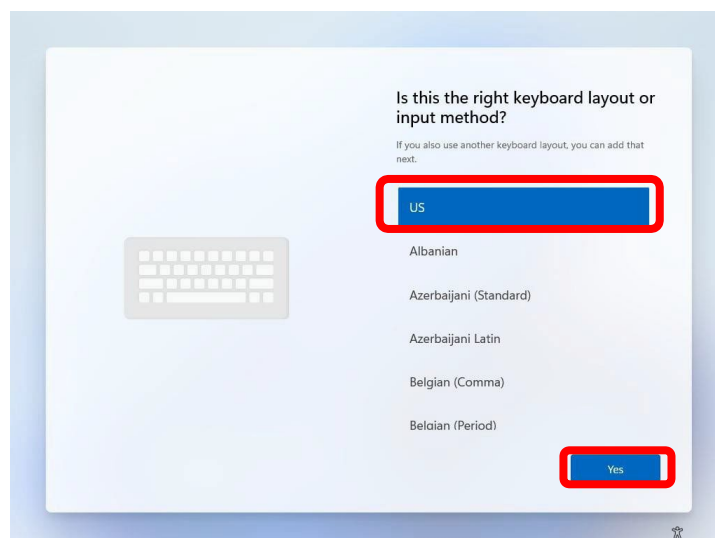 Is this the right keyboard layout or
input method?
If you also use another keyboard layout, you can add that
next.
US
Albanian
Azerbaijani (Standard)
Azerbaijani Latin
Belgian (Comma)
Belgian (Period)
Yes